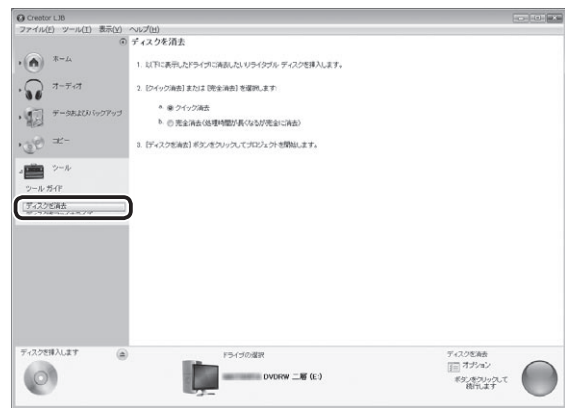 Creator LJB
ファイル(F) ツール(T) 表示(V) ヘルプ(H)
ディスクを消去
ホーム
オーディオ
データおよびバックアップ
コピー
ツール
ツール ガイド
ディスクを消去
1. 以下に表示したドライブに消去したいリライタブル ディスクを挿入します。
2. [クイック消去] または [完全消去] を選択します:
a. クイック消去
b. 完全消去(処理時間が長くなるが完全に消去)
3. [ディスクを消去] ボタンをクリックしてプロジェクトを開始します。
ディスクを挿入します
ドライブの選択
DVDRW 二層 (E:)
ディスクを消去
オプション
ボタンをクリックして
続行します